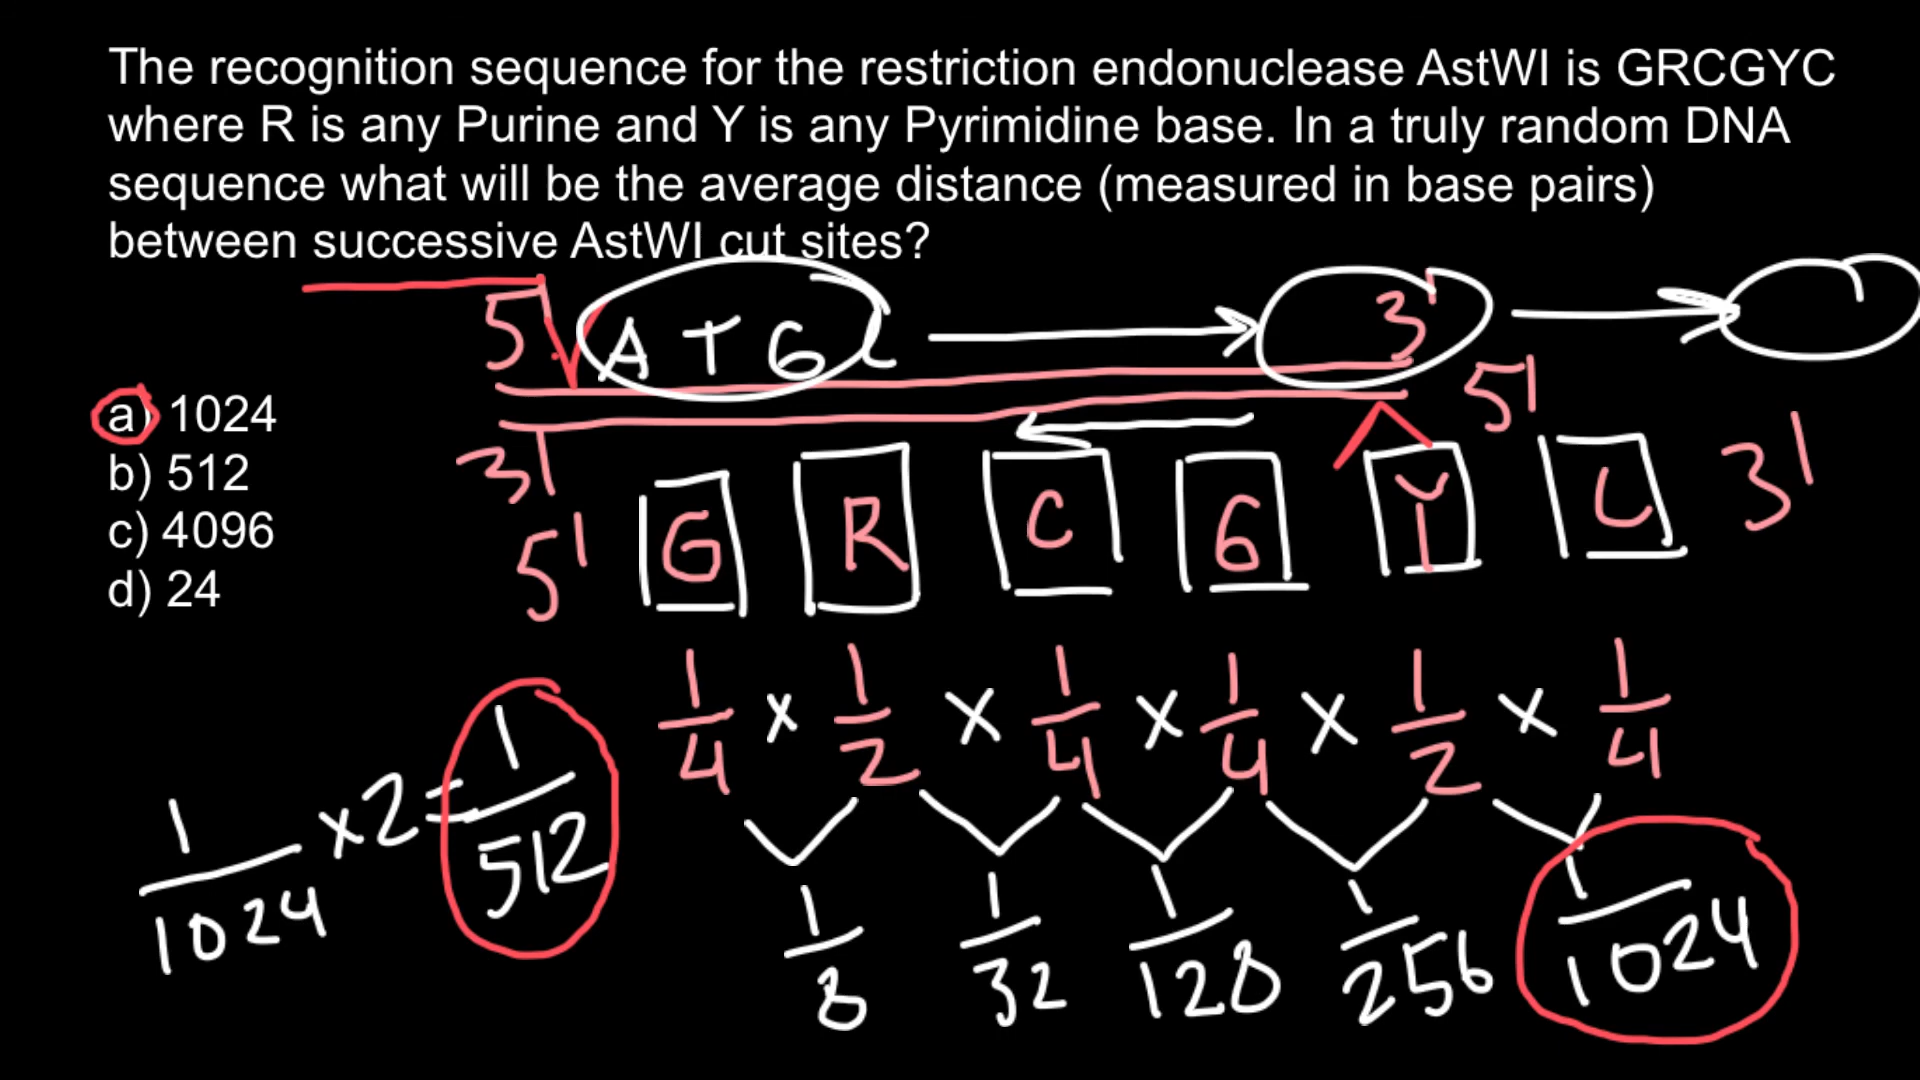 The recognition sequence for the restriction endonuclease AstWI is GRCGYC
where R is any Purine and Y is any Pyrimidine base. In a truly random DNA
sequence what will be the average distance (measured in base pairs)
between successive AstWI cut sites?
5' A T G C 3'
3' 5'
a) 1024
b) 512
c) 4096
d) 24
5' G R C G Y C 3'
1/4 x 1/2 x 1/4 x 1/4 x 1/2 x 1/4
1/1024 x2 = 1/512
1/8 1/32 1/128 1/256 1/1024